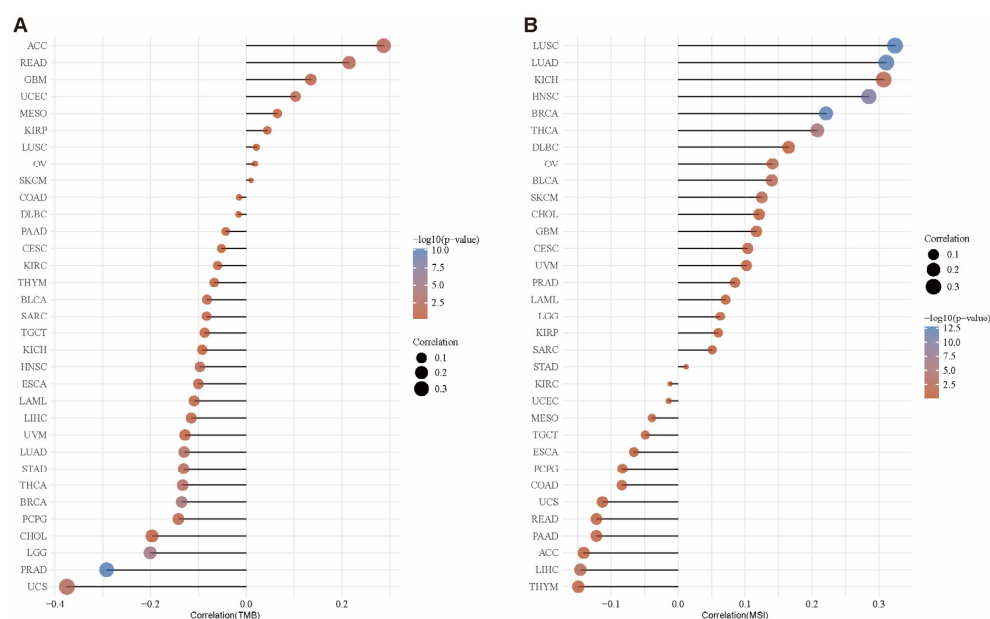 A
ACC
READ
GBM
UCEC
MESO
KIRP
LUSC
OV
SKCM
COAD
DLBC
PAAD
CESC
KIRC
THYM
BLCA
SARC
TGCT
KICH
HNSC
ESCA
LAML
LIHC
UVM
LUAD
STAD
THCA
BRCA
PCPG
CHOL
LGG
PRAD
UCS
−0.4 −0.2 0.0 0.2
Correlation(TMB)
−log10(p−value)
10.0
7.5
5.0
2.5
Correlation
0.1
0.2
0.3
B
LUSC
LUAD
KICH
HNSC
BRCA
THCA
DLBC
OV
BLCA
SKCM
CHOL
GBM
CESC
UVM
PRAD
LAML
LGG
KIRP
SARC
STAD
KIRC
UCEC
MESO
TGCT
ESCA
PCPG
COAD
UCS
READ
PAAD
ACC
LIHC
THYM
−0.1 0.0 0.1 0.2 0.3
Correlation(MSI)
Correlation
0.1
0.2
0.3
−log10(p−value)
12.5
10.0
7.5
5.0
2.5